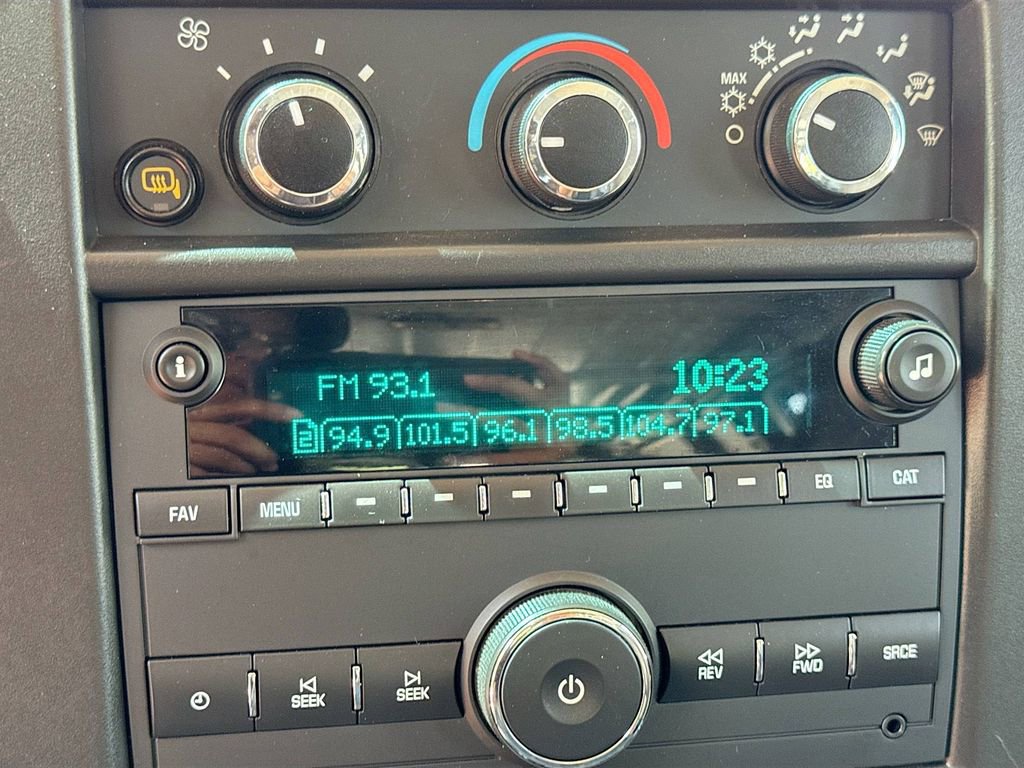 MAX
i
FM 93.1 10:23
2 94.9 101.5 96.1 98.5 104.7 97.1
FAV MENU EQ CAT
SEEK SEEK REV FWD SRCE